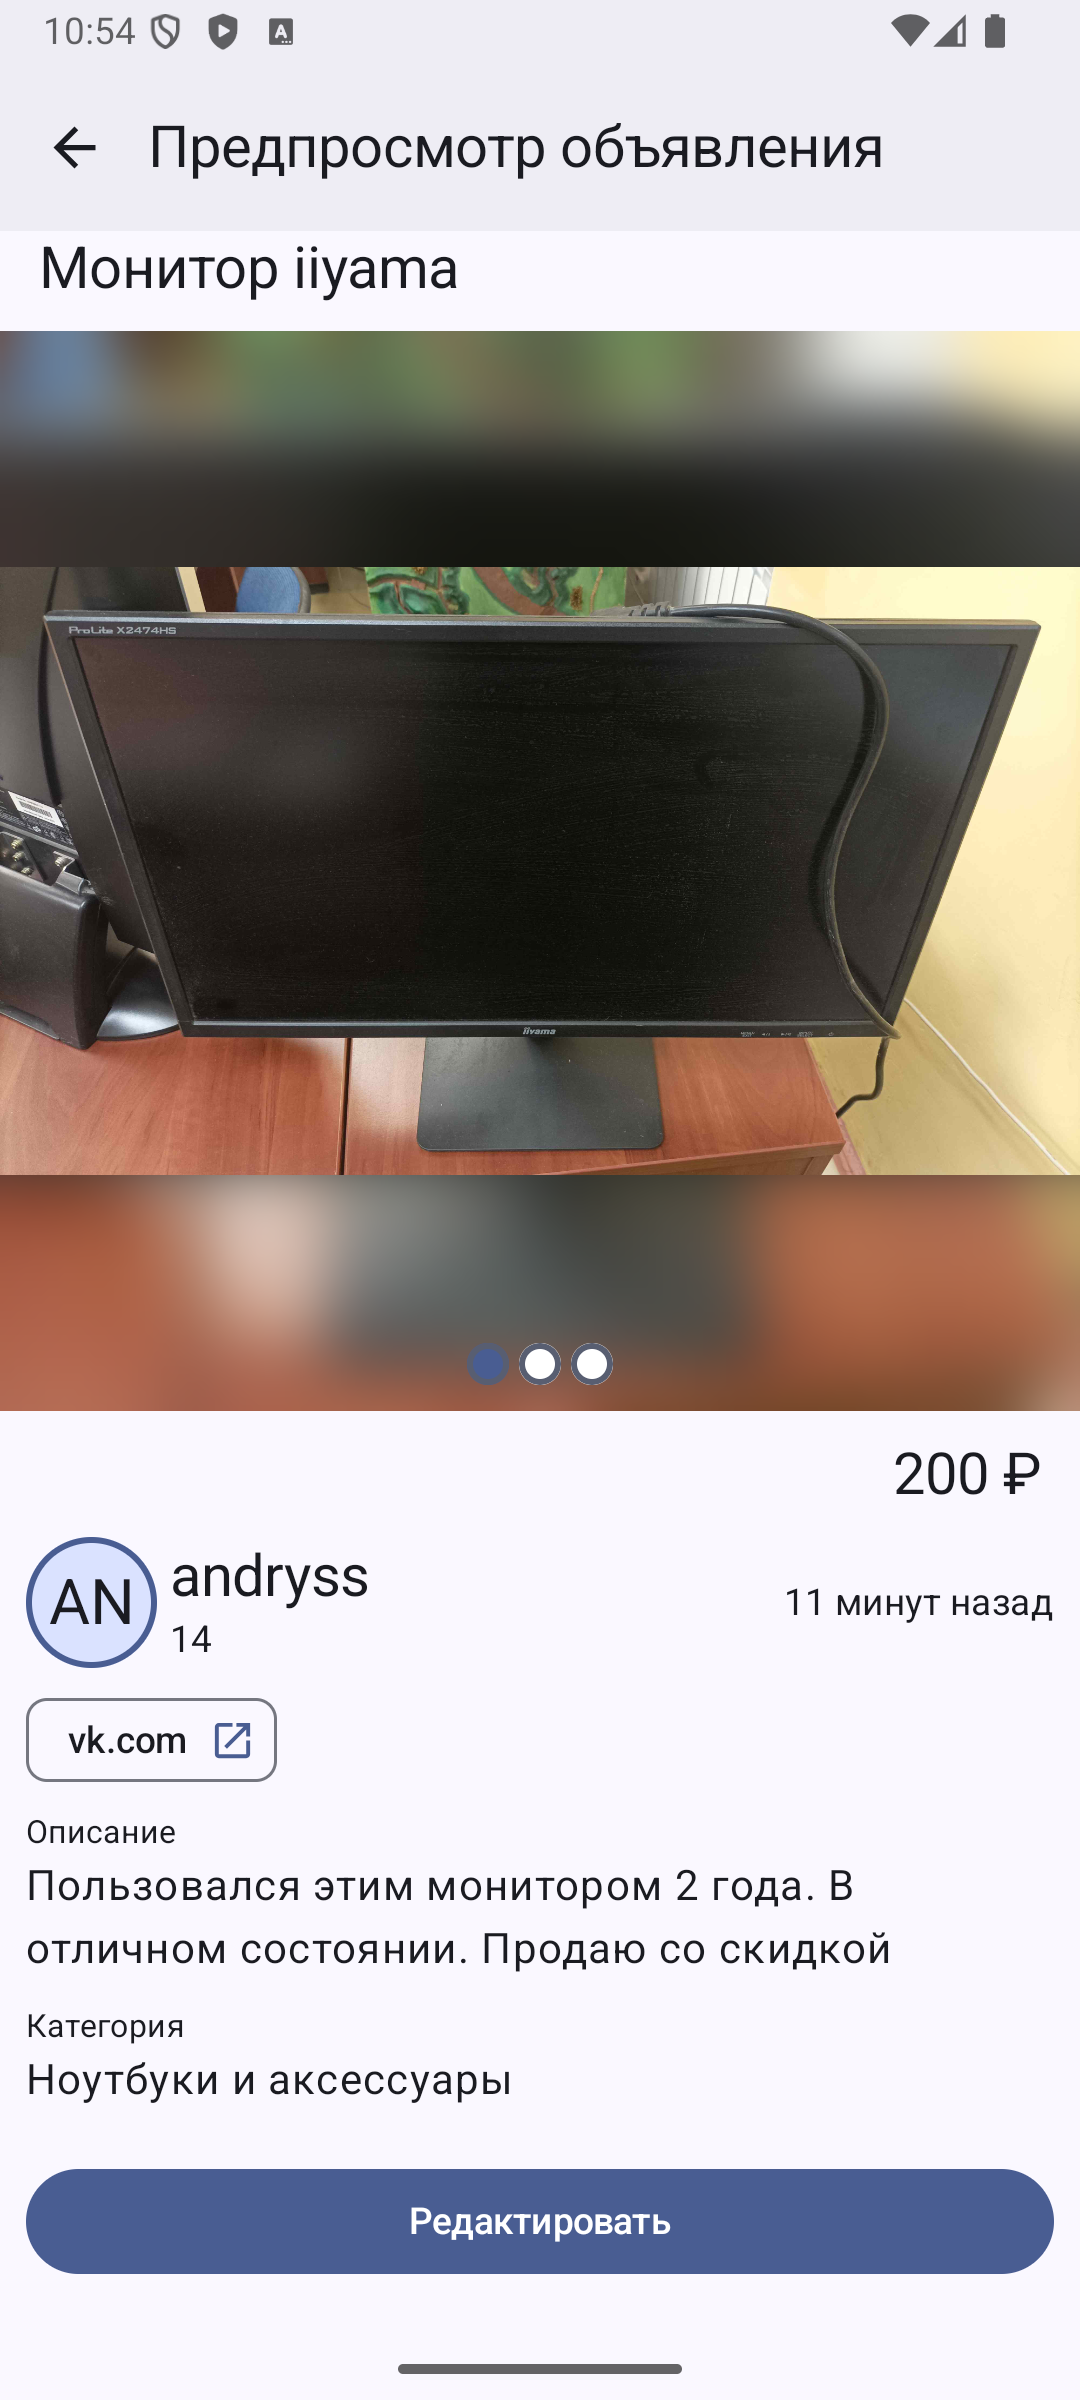 10:54
Предпросмотр объявления
Монитор iiyama
ProLite X2474HS
iiyama
200 ₽
AN
andryss
14
11 минут назад
vk.com
Описание
Пользовался этим монитором 2 года. В
отличном состоянии. Продаю со скидкой
Категория
Ноутбуки и аксессуары
Редактировать